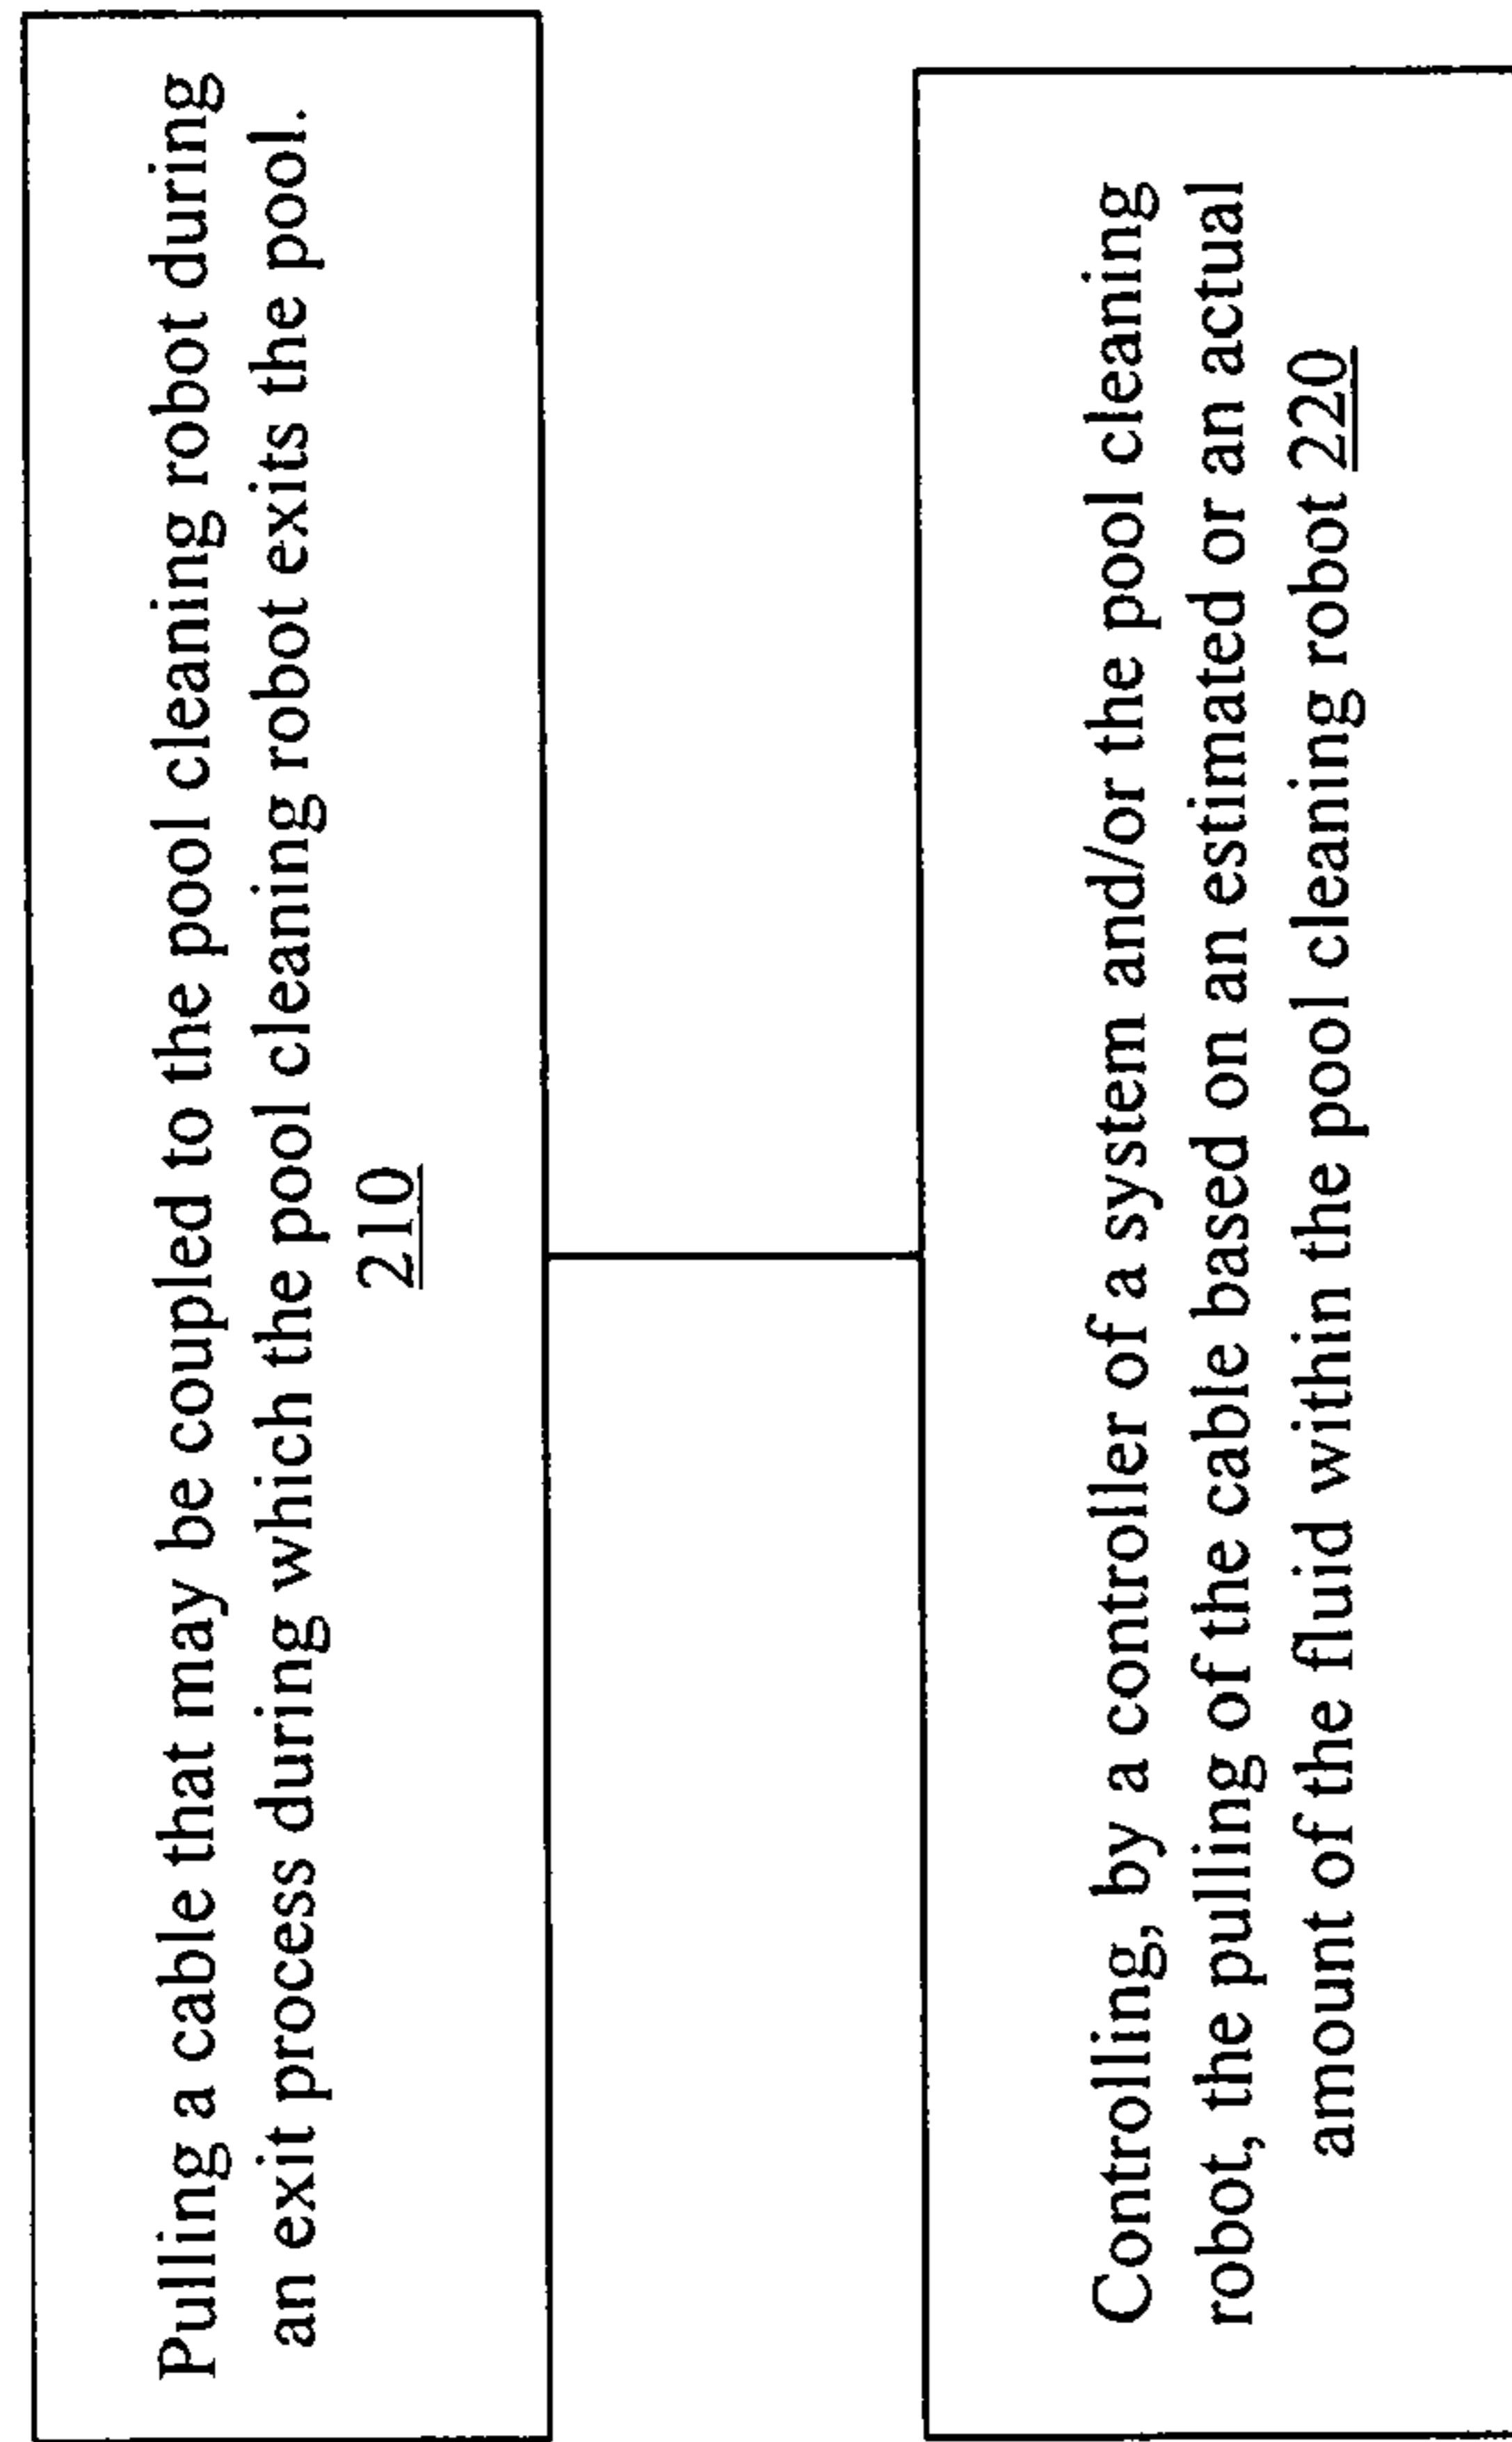 Pulling a cable that may be coupled to the pool cleaning robot during
an exit process during which the pool cleaning robot exits the pool.
210
Controlling, by a controller of a system and/or the pool cleaning
robot, the pulling of the cable based on an estimated or an actual
amount of the fluid within the pool cleaning robot 220